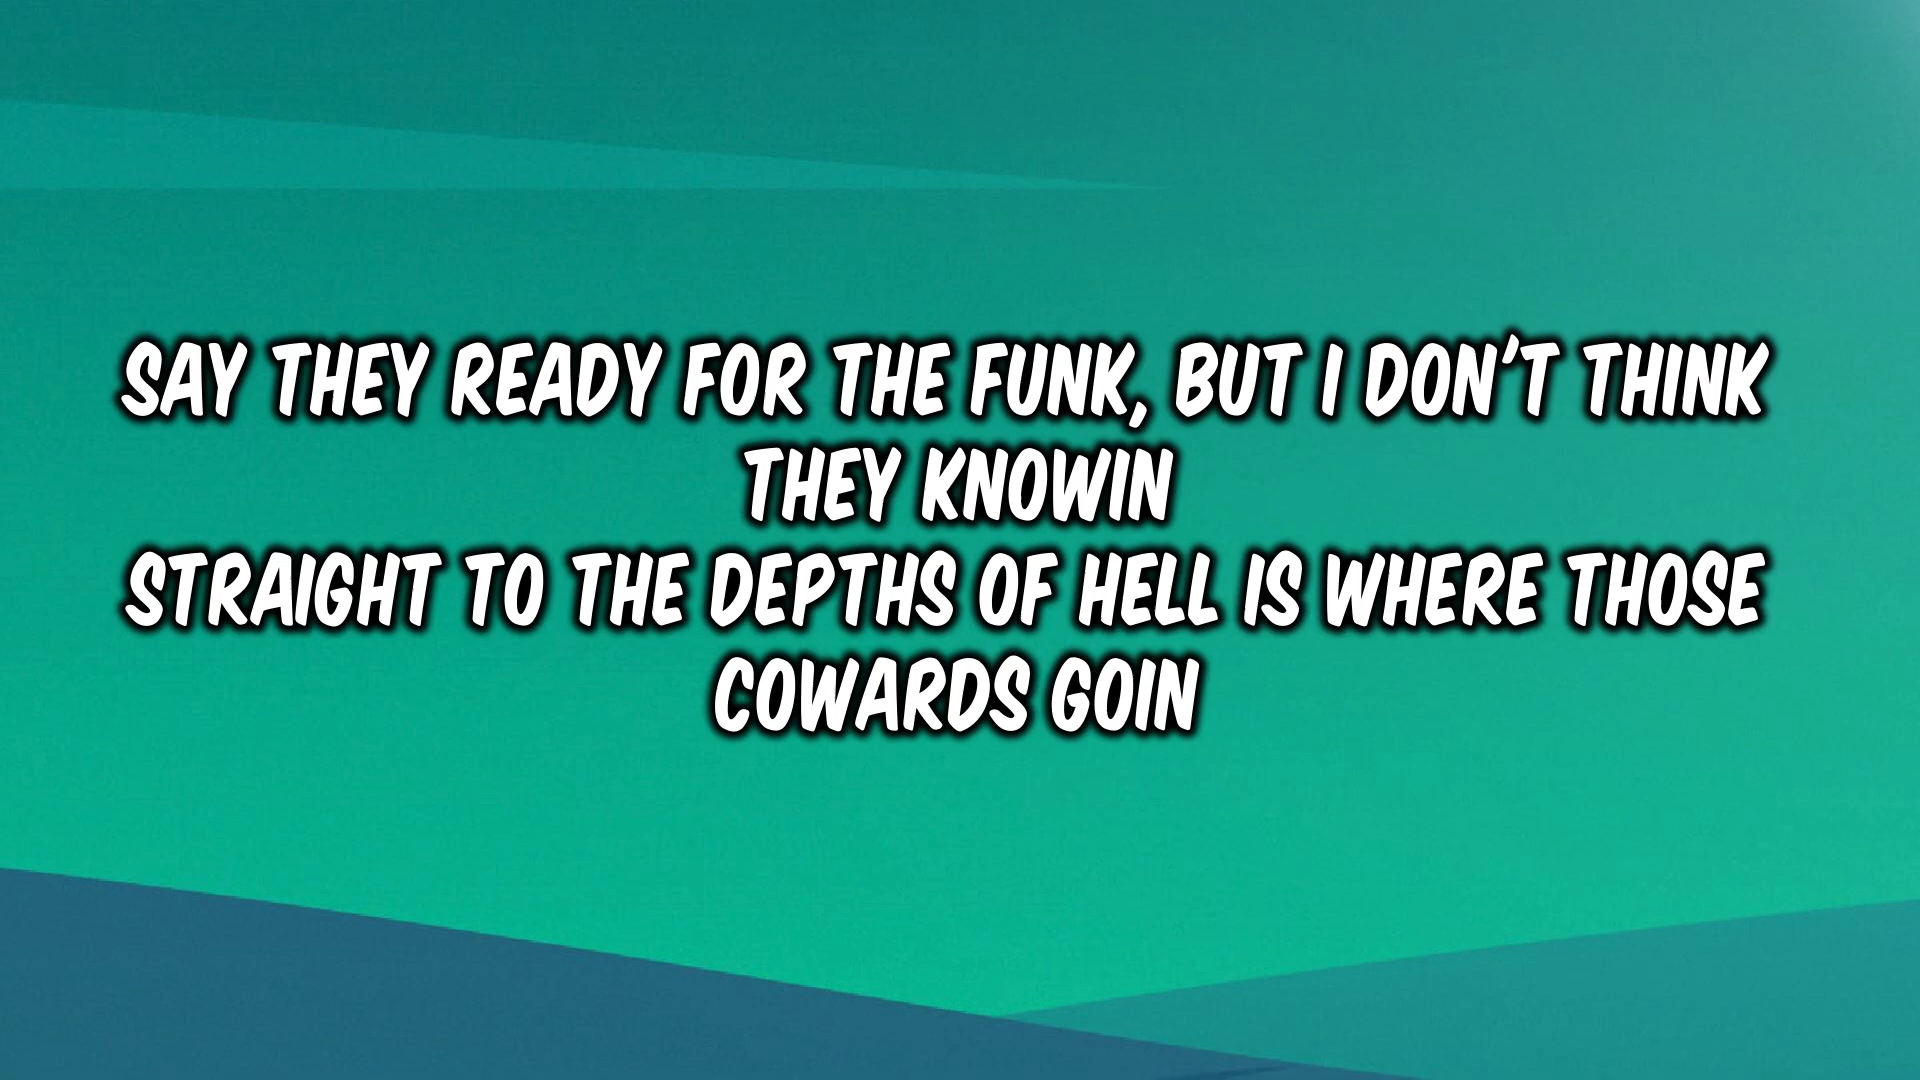 SAY THEY READY FOR THE FUNK, BUT I DON'T THINK
THEY KNOWIN
STRAIGHT TO THE DEPTHS OF HELL IS WHERE THOSE
COWARDS GOIN